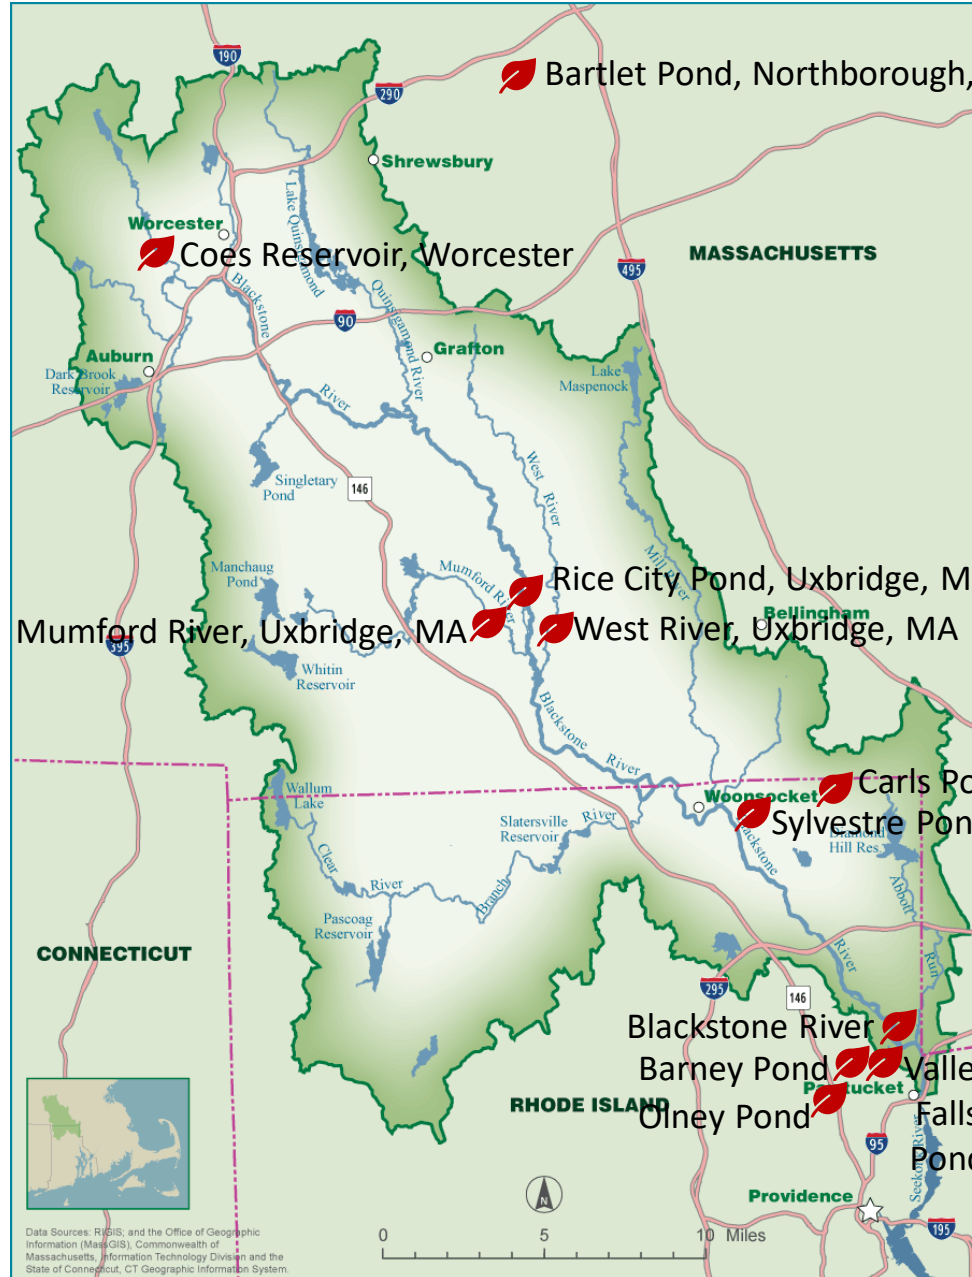 190
Bartlet Pond, Northborough,
290
Shrewsbury
Lake Quinsigamond
Worcester
Coes Reservoir, Worcester
MASSACHUSETTS
495
Blackstone
90
Quinsigamond River
Grafton
Auburn
Dark Brook
Reservoir
Lake
Maspenock
River
West River
Singletary
Pond
146
Mill River
Manchaug
Pond
Mumford River
Rice City Pond, Uxbridge, M
Bellingham
Mumford River, Uxbridge, MA
West River, Uxbridge, MA
395
Whitin
Reservoir
Blackstone
River
Wallum
Lake
Carls Po
Woonsocket
Sylvestre Pon
Slatersville
Reservoir
River
Diamond
Hill Res.
Blackstone
Clear
River
Branch
Abbott
Run
Pascoag
Reservoir
River
CONNECTICUT
295
146
Blackstone River
Barney Pond
Valle
Pawtucket
RHODE ISLAND
Olney Pond
Falls
Pond
95
Seekonk River
N
Providence
195
0 5 10 Miles
Data Sources: RIGIS; and the Office of Geographic
Information (MassGIS), Commonwealth of
Massachusetts, Information Technology Division and the
State of Connecticut, CT Geographic Information System.